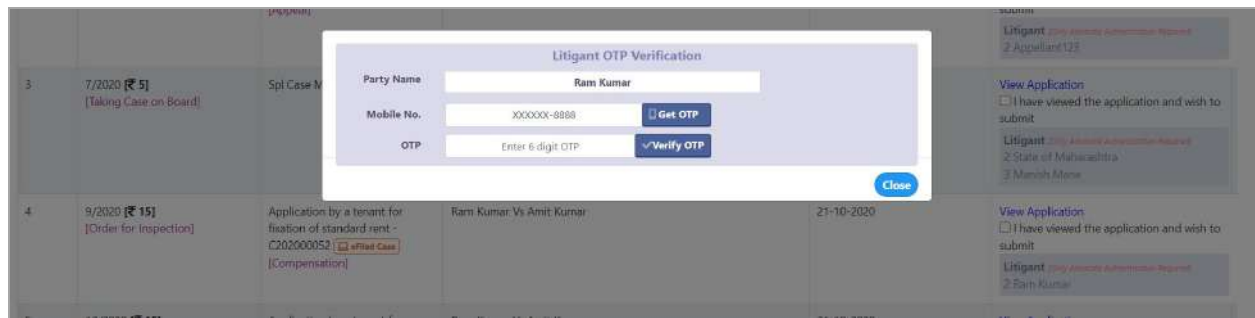 [Appeal]
submit
Litigant
2 Appellant123
Litigant OTP Verification
Party Name Ram Kumar
Mobile No. XXXXXX-8888 Get OTP
OTP Enter 6 digit OTP Verify OTP
Close
3 7/2020 [₹ 5] Spl Case M View Application
[Taking Case on Board] I have viewed the application and wish to
submit
Litigant
2 State of Maharashtra
3 Manish Mane
4 9/2020 [₹ 15] Application by a tenant for Ram Kumar Vs Amit Kumar 21-10-2020 View Application
[Order for Inspection] fixation of standard rent - I have viewed the application and wish to
C202000052 eFiled Case submit
[Compensation] Litigant
2 Ram Kumar